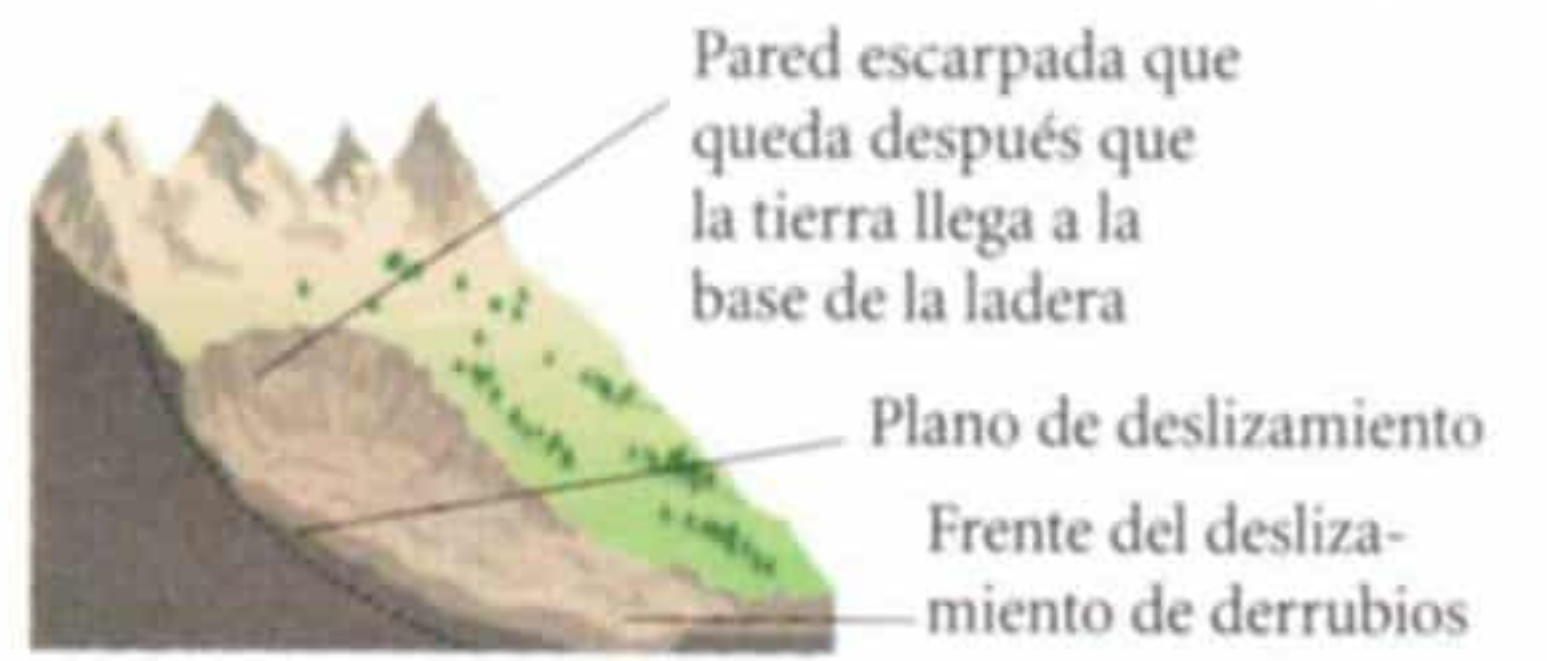 Pared escarpada que
queda después que
la tierra llega a la
base de la ladera
Plano de deslizamiento
Frente del desliza-
miento de derrubios